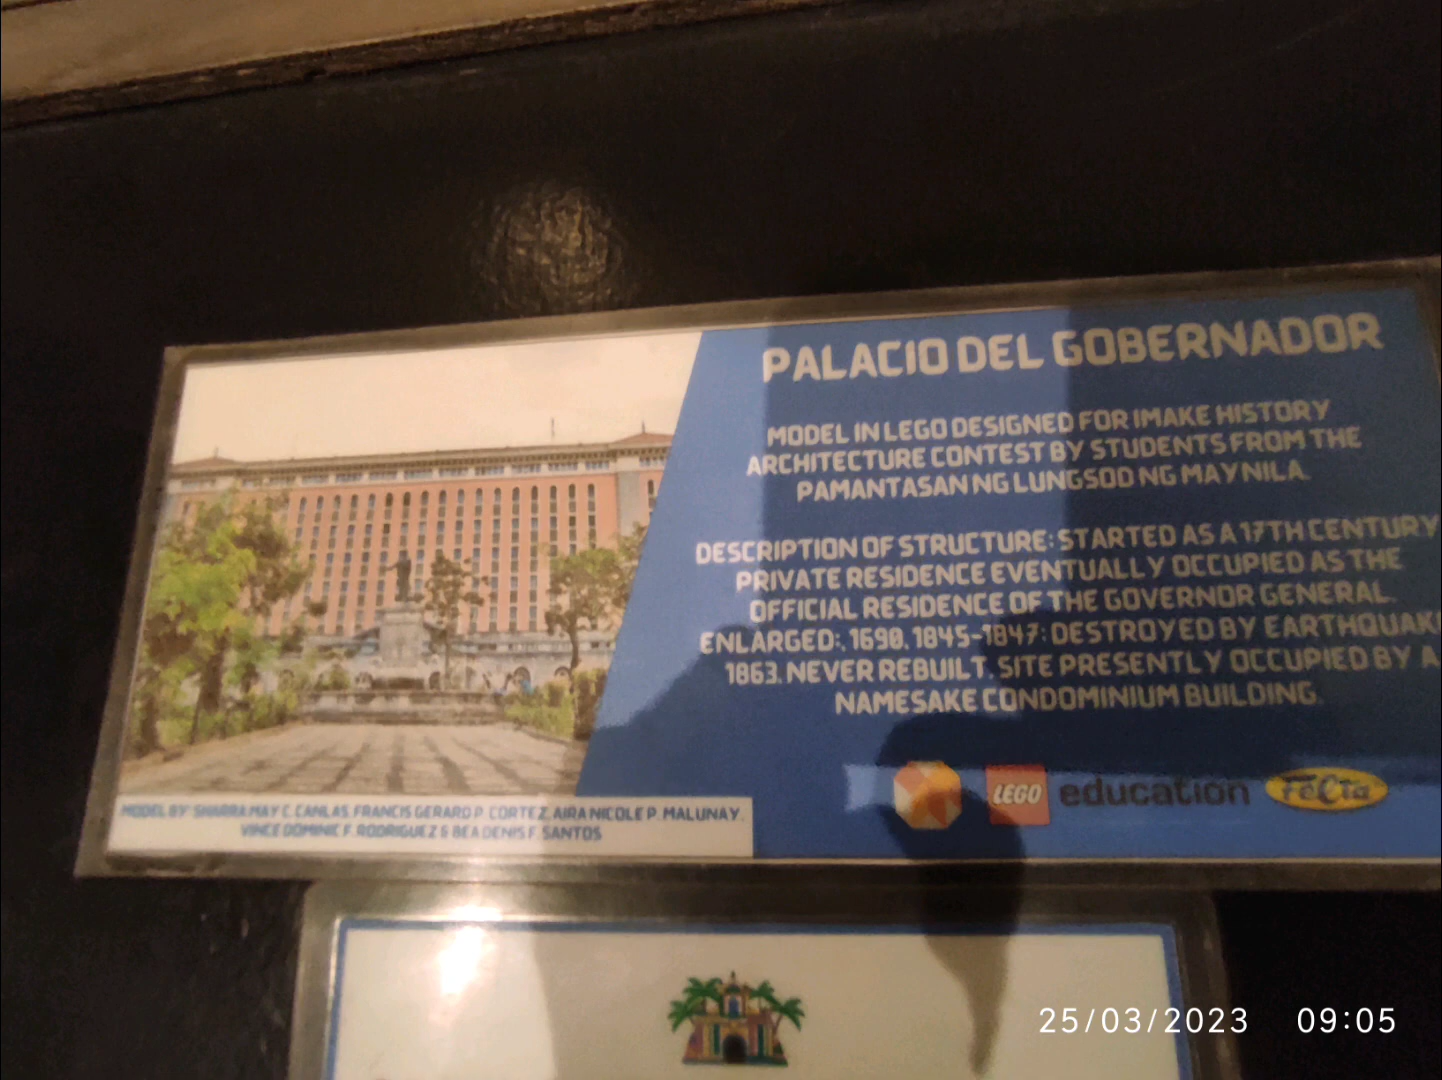 PALACIO DEL GOBERNADOR
MODEL IN LEGO DESIGNED FOR IMAKE HISTORY
ARCHITECTURE CONTEST BY STUDENTS FROM THE
PAMANTASAN NG LUNGSOD NG MAYNILA.
DESCRIPTION OF STRUCTURE: STARTED AS A 17TH CENTURY
PRIVATE RESIDENCE EVENTUALLY OCCUPIED AS THE
OFFICIAL RESIDENCE OF THE GOVERNOR GENERAL.
ENLARGED:, 1690, 1845-1847: DESTROYED BY EARTHQUAK
1863, NEVER REBUILT. SITE PRESENTLY OCCUPIED BY A
NAMESAKE CONDOMINIUM BUILDING.
LEGO education FeCta
MODEL BY: SHARRA MAY C. CANLAS, FRANCIS GERARD P. CORTEZ, AIRA NICOLE P. MALUNAY,
VINCE DOMINIC F. RODRIGUEZ & BEA DENIS F. SANTOS
25/03/2023 09:05